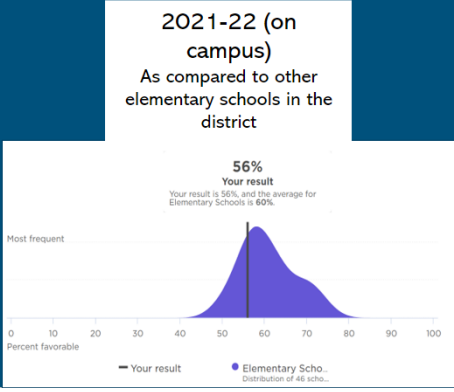 2021-22 (on
campus)
As compared to other
elementary schools in the
district
56%
Your result
Your result is 56%, and the average for
Elementary Schools is 60%.
Most frequent
0 10 20 30 40 50 60 70 80 90 100
Percent favorable
Your result
Elementary Scho...
Distribution of 46 scho...